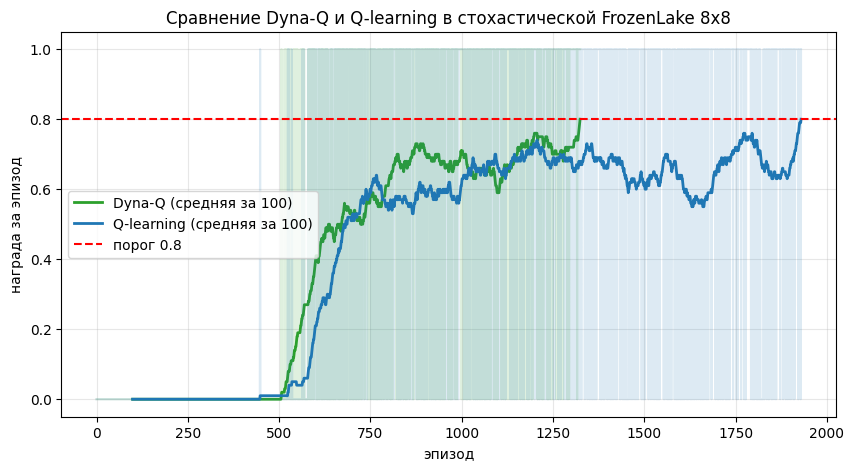 Сравнение Dyna-Q и Q-learning в стохастической FrozenLake 8x8
награда за эпизод
1.0
0.8
0.6
0.4
0.2
0.0
Dyna-Q (средняя за 100)
Q-learning (средняя за 100)
порог 0.8
0
250
500
750
1000
1250
1500
1750
2000
эпизод